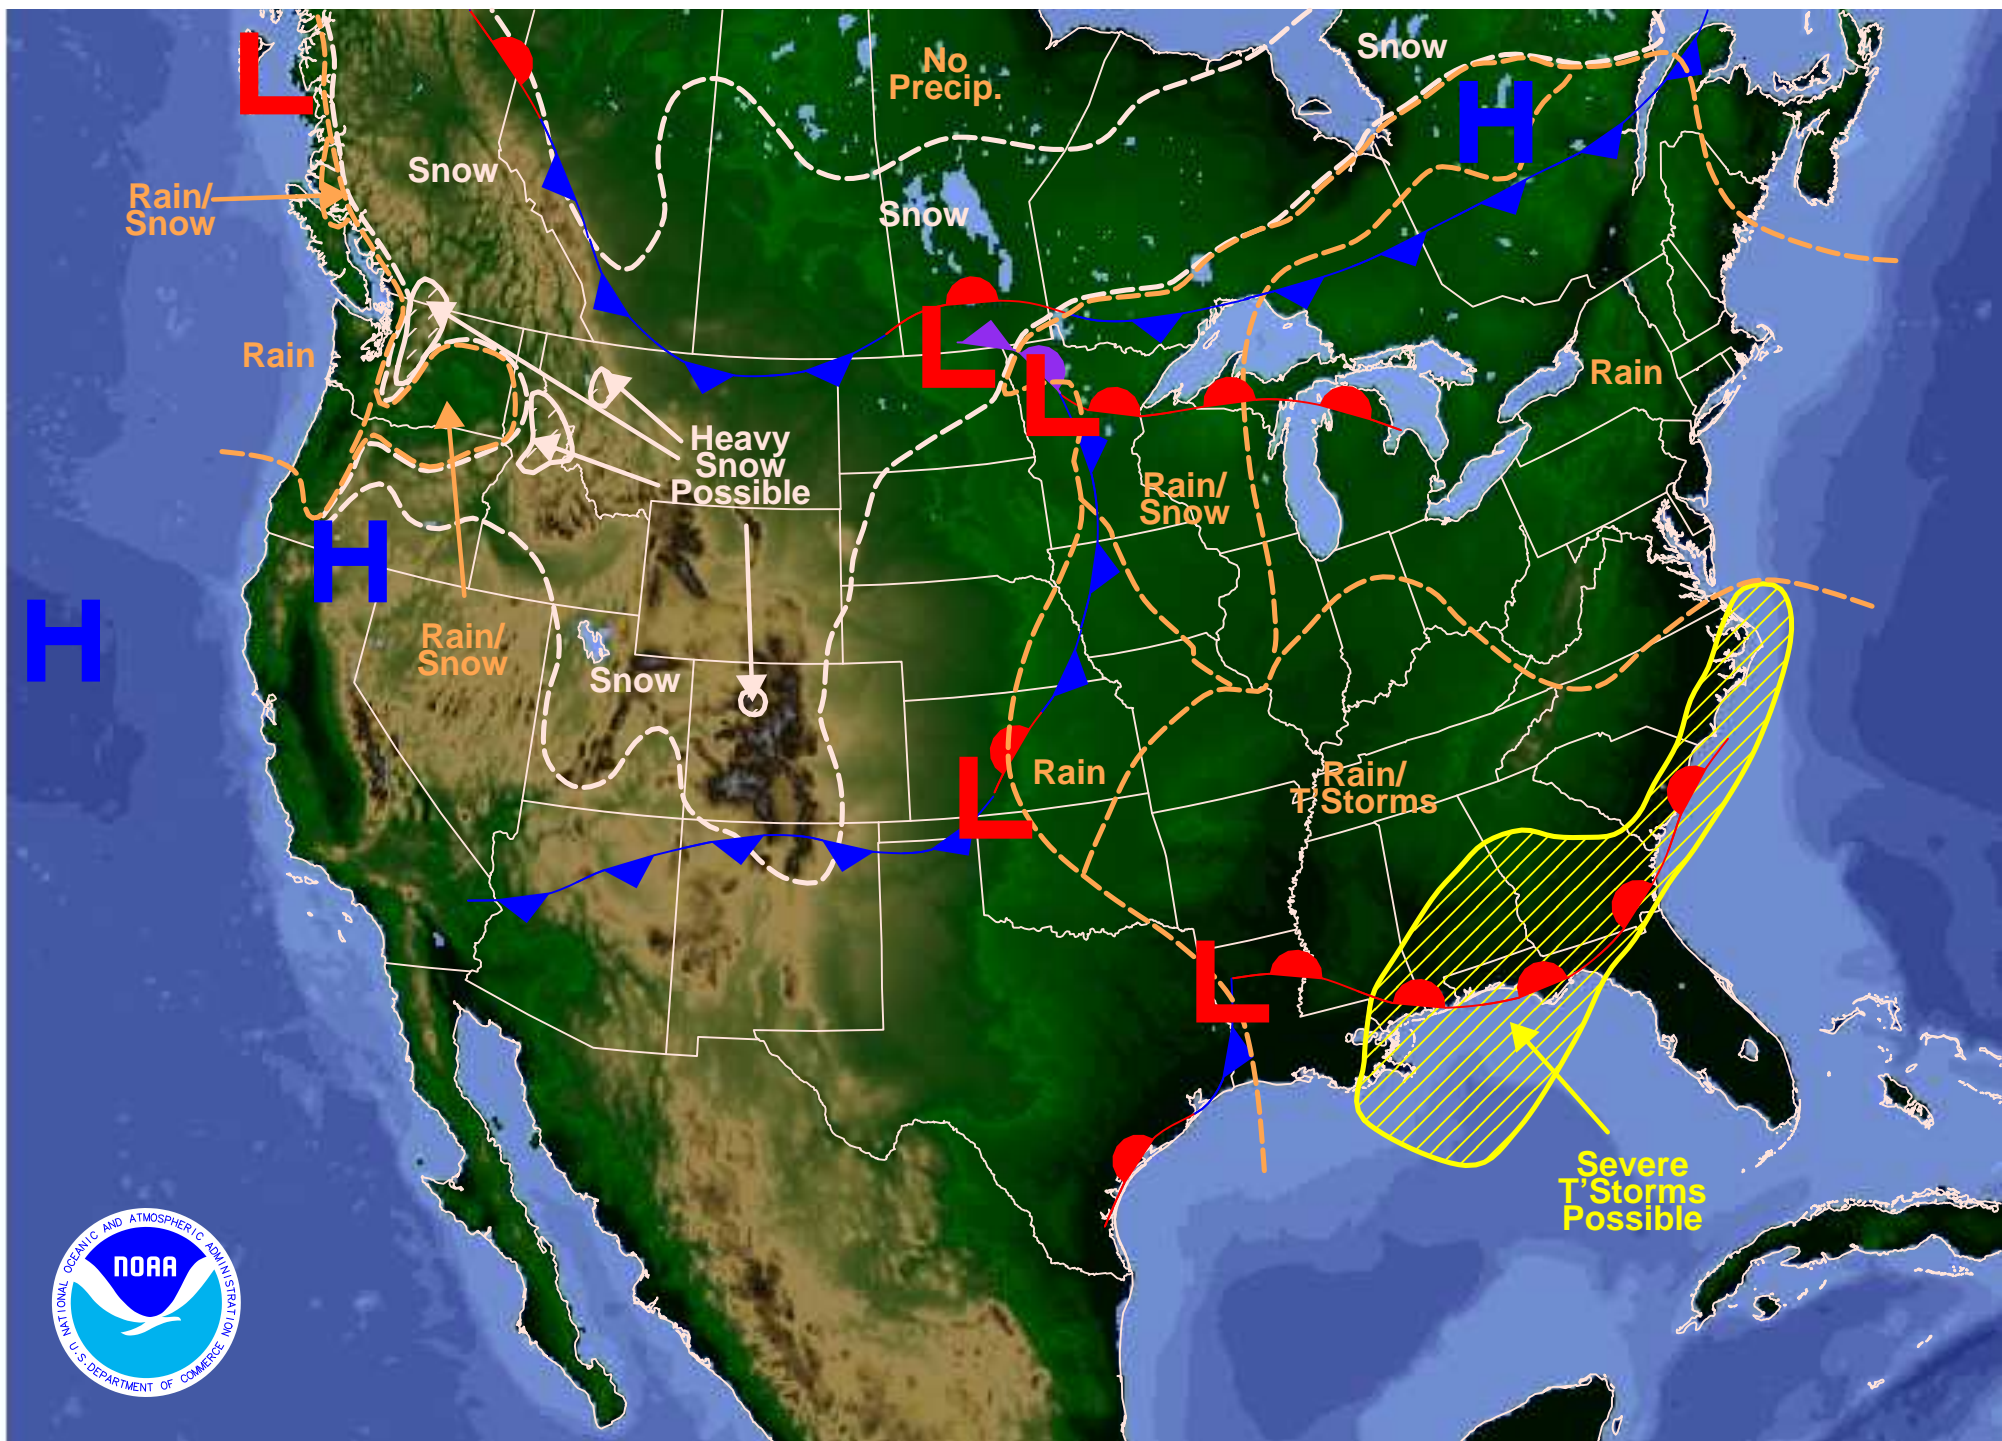 L
No
Precip.
Snow
H
Snow
Rain/
Snow
Snow
L
Rain
L
Rain
Heavy
Snow
Possible
Rain/
Snow
H
H
Rain/
Snow
Snow
L
Rain
Rain/
T'Storms
L
Severe
T'Storms
Possible
NATIONAL OCEANIC AND ATMOSPHERIC ADMINISTRATION
NOAA
U.S. DEPARTMENT OF COMMERCE